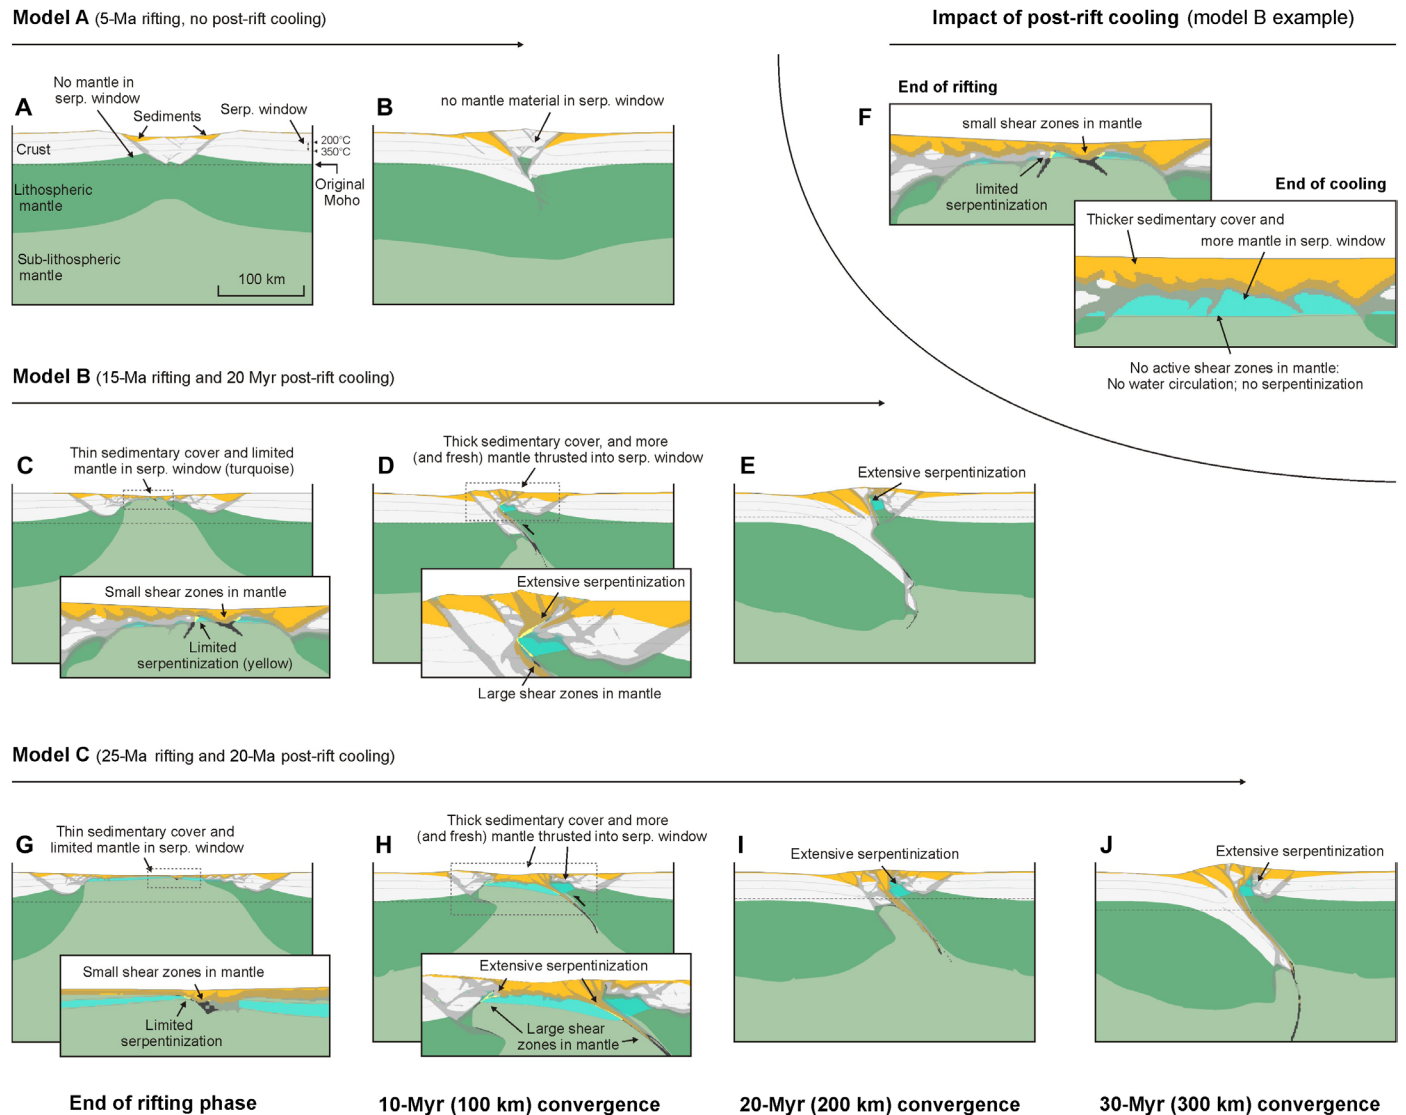 Model A (5-Ma rifting, no post-rift cooling)
Impact of post-rift cooling (model B example)
A
No mantle in
serp. window
Sediments
Serp. window
Crust
200°C
350°C
Original
Moho
Lithospheric
mantle
Sub-lithospheric
mantle
100 km
B
no mantle material in serp. window
F
End of rifting
small shear zones in mantle
limited
serpentinization
End of cooling
Thicker sedimentary cover and
more mantle in serp. window
No active shear zones in mantle:
No water circulation; no serpentinization
Model B (15-Ma rifting and 20 Myr post-rift cooling)
C
Thin sedimentary cover and limited
mantle in serp. window (turquoise)
Small shear zones in mantle
Limited
serpentinization (yellow)
D
Thick sedimentary cover, and more
(and fresh) mantle thrusted into serp. window
Extensive serpentinization
Large shear zones in mantle
E
Extensive serpentinization
Model C (25-Ma rifting and 20-Ma post-rift cooling)
G
Thin sedimentary cover and
limited mantle in serp. window
Small shear zones in mantle
Limited
serpentinization
H
Thick sedimentary cover and more
(and fresh) mantle thrusted into serp. window
Extensive serpentinization
Large shear
zones in mantle
I
Extensive serpentinization
J
Extensive serpentinization
End of rifting phase
10-Myr (100 km) convergence
20-Myr (200 km) convergence
30-Myr (300 km) convergence